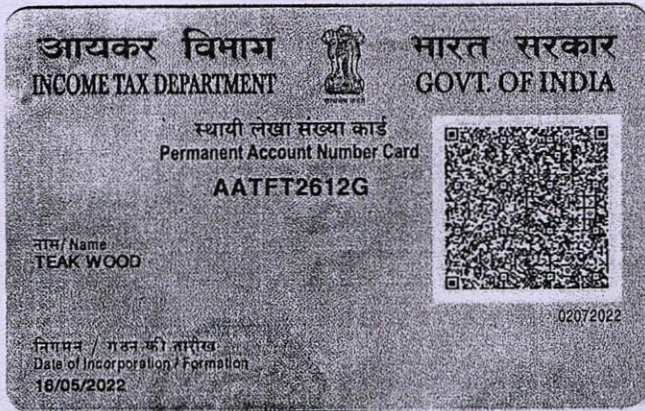 आयकर विभाग
INCOME TAX DEPARTMENT
भारत सरकार
GOVT. OF INDIA
स्थायी लेखा संख्या कार्ड
Permanent Account Number Card
AATFT2612G
नाम/ Name
TEAK WOOD
02072022
निगमन / गठन की तारीख
Date of Incorporation / Formation
16/05/2022